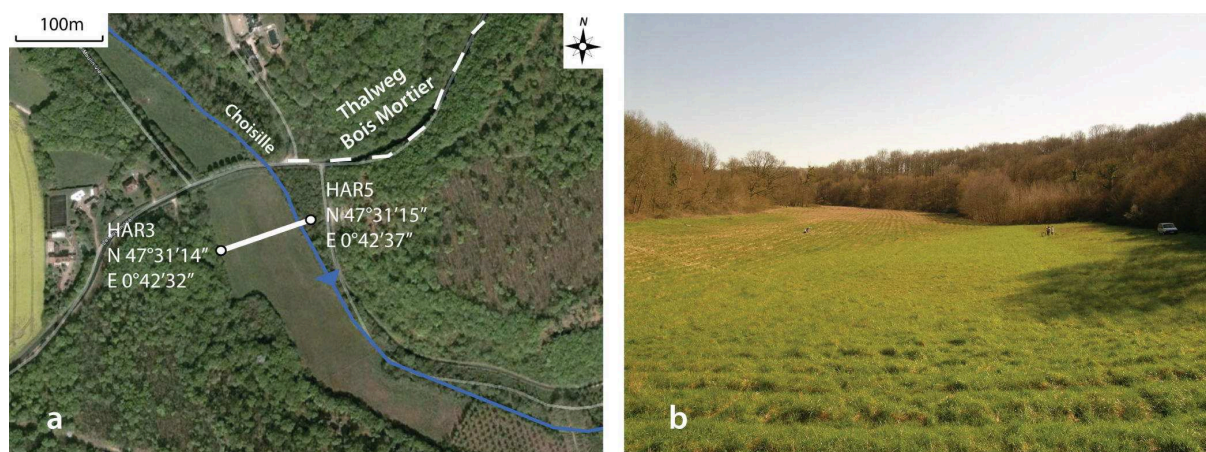 100m
N
Choisille
Thalweg
Bois Mortier
HAR5
N 47°31’15”
E 0°42’37”
HAR3
N 47°31’14”
E 0°42’32”
a
b